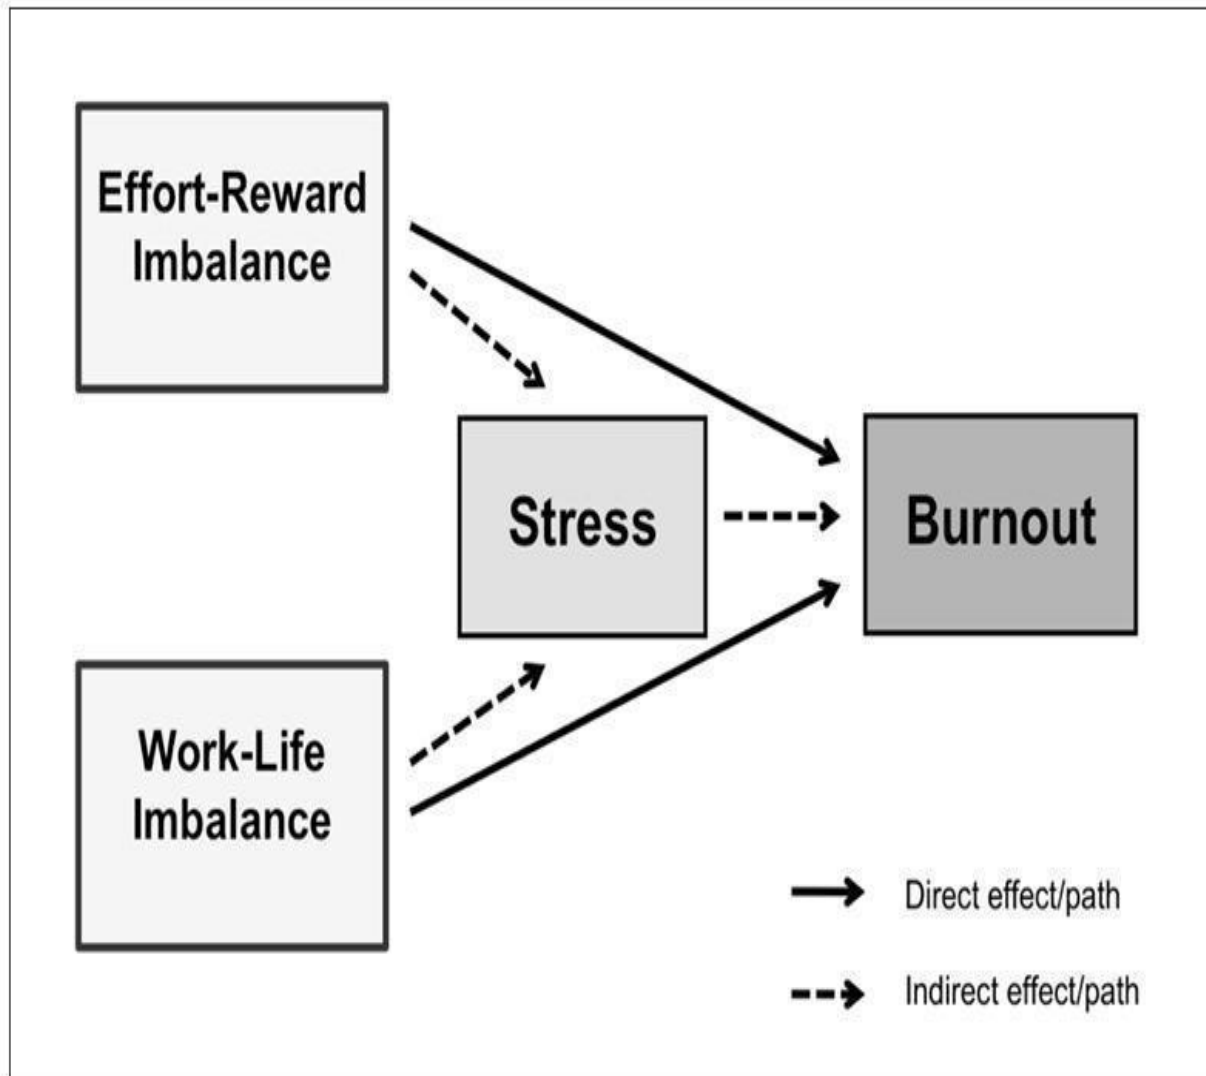 Effort-Reward
Imbalance
Stress
Burnout
Work-Life
Imbalance
Direct effect/path
Indirect effect/path